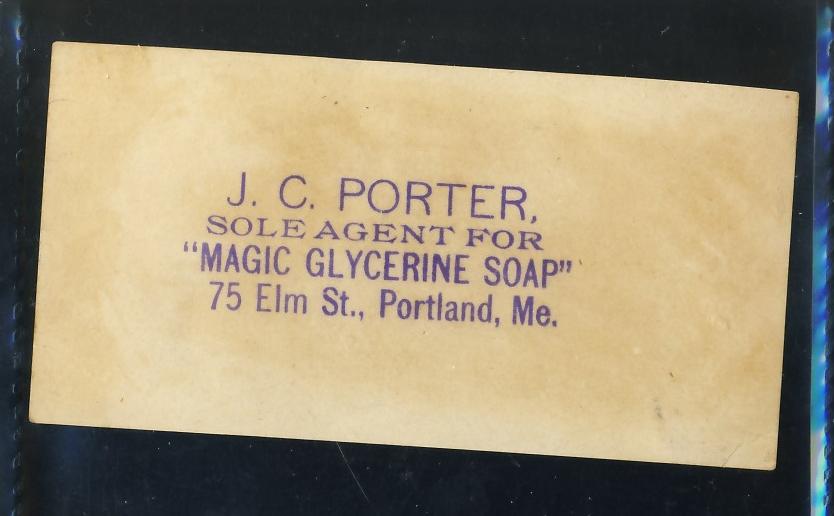 J. C. PORTER,
SOLE AGENT FOR
“MAGIC GLYCERINE SOAP”
75 Elm St., Portland, Me.